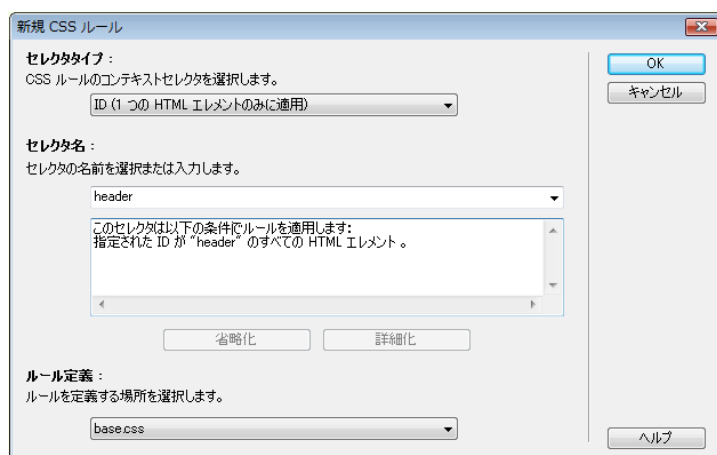 新規 CSS ルール
セレクタタイプ :
CSS ルールのコンテキストセレクタを選択します。
ID (1 つの HTML エレメントのみに適用)
OK
キャンセル
セレクタ名 :
セレクタの名前を選択または入力します。
header
このセレクタは以下の条件でルールを適用します:
指定された ID が "header" のすべての HTML エレメント 。
省略化
詳細化
ルール定義 :
ルールを定義する場所を選択します。
base.css
ヘルプ